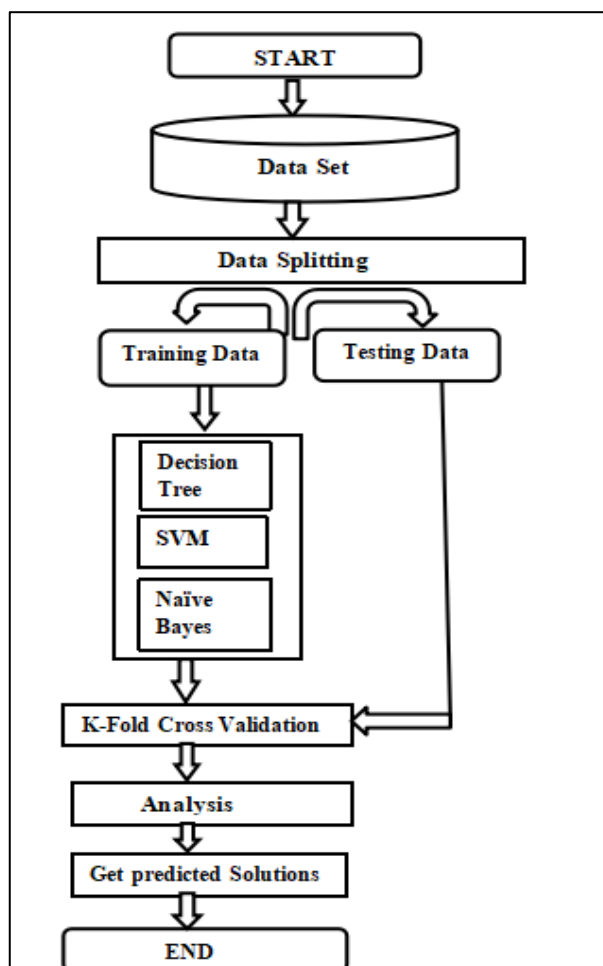 START
Data Set
Data Splitting
Training Data
Testing Data
Decision
Tree
SVM
Naïve
Bayes
K-Fold Cross Validation
Analysis
Get predicted Solutions
END